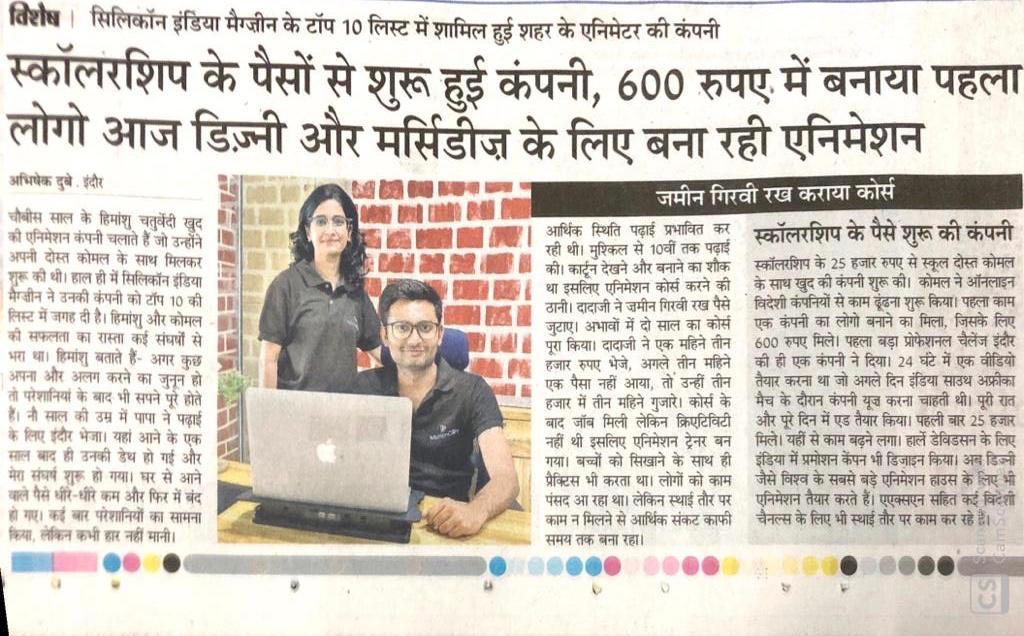 विशेष | सिलिकॉन इंडिया मैग्ज़ीन के टॉप 10 लिस्ट में शामिल हुई शहर के एनिमेटर की कंपनी
स्कॉलरशिप के पैसों से शुरू हुई कंपनी, 600 रुपए में बनाया पहला
लोगो आज डिज़्नी और मर्सिडीज़ के लिए बना रही एनिमेशन
अभिषेक दुबे . इंदौर
चौबीस साल के हिमांशु चतुर्वेदी खुद
की एनिमेशन कंपनी चलाते हैं जो उन्होंने
अपनी दोस्त कोमल के साथ मिलकर
शुरू की थी। हाल ही में सिलिकॉन इंडिया
मैग्जीन ने उनकी कंपनी को टॉप 10 की
लिस्ट में जगह दी है। हिमांशु और कोमल
की सफलता का रास्ता कई संघर्षों से
भरा था। हिमांशु बताते हैं- अगर कुछ
अपना और अलग करने का जुनून हो
तो परेशानियां के बाद भी सपने पूरे होते
हैं। नौ साल की उम्र में पापा ने पढ़ाई
के लिए इंदौर भेजा। यहां आने के एक
साल बाद ही उनकी डेथ हो गई और
मेरा संघर्ष शुरू हो गया। घर से आने
वाले पैसे धीरे-धीरे कम और फिर में बंद
हो गए। कई बार परेशानियों का सामना
किया, लेकिन कभी हार नहीं मानी।
जमीन गिरवी रख कराया कोर्स
आर्थिक स्थिति पढ़ाई प्रभावित कर
रही थी। मुश्किल से 10वीं तक पढ़ाई
की। कार्टून देखने और बनाने का शौक
था इसलिए एनिमेशन कोर्स करने की
ठानी। दादाजी ने ज़मीन गिरवी रख पैसे
जुटाए। अभावों में दो साल का कोर्स
पूरा किया। दादाजी ने एक महिने तीन
हजार रुपए भेजे, अगले तीन महिने
एक पैसा नहीं आया, तो उन्हीं तीन
हजार में तीन महिने गुजारे। कोर्स के
बाद जॉब मिली लेकिन क्रिएटिविटी
नहीं थी इसलिए एनिमेशन ट्रेनर बन
गया। बच्चों को सिखाने के साथ ही
प्रैक्टिस भी करता था। लोगों को काम
पंसद आ रहा था। लेकिन स्थाई तौर पर
काम न मिलने से आर्थिक संकट काफी
समय तक बना रहा।
स्कॉलरशिप के पैसे शुरू की कंपनी
स्कॉलरशिप के 25 हजार रुपए से स्कूल दोस्त कोमल
के साथ खुद की कंपनी शुरू की। कोमल ने ऑनलाइन
विदेशी कंपनियों से काम ढूंढना शुरू किया। पहला काम
एक कंपनी का लोगो बनाने का मिला, जिसके लिए
600 रुपए मिले। पहला बड़ा प्रोफेशनल चैलेंज इंदौर
की ही एक कंपनी ने दिया। 24 घंटे में एक वीडियो
तैयार करना था जो अगले दिन इंडिया साउथ अफ्रीका
मैच के दौरान कंपनी यूज करना चाहती थी। पूरी रात
और पूरे दिन में एड तैयार किया। पहली बार 25 हजार
मिले। यहीं से काम बढ़ने लगा। हार्ले डेविडसन के लिए
इंडिया में प्रमोशन कैंपन भी डिजाइन किया। अब डिज्नी
जैसे विश्व के सबसे बड़े एनिमेशन हाउस के लिए भी
एनिमेशन तैयार करते हैं। एएक्सएन सहित कई विदेशी
चैनल्स के लिए भी स्थाई तौर पर काम कर रहे हैं।
CS